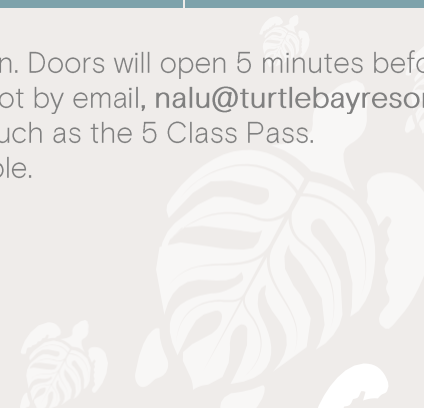 n. Doors will open 5 minutes befo
ot by email, nalu@turtlebayresor
uch as the 5 Class Pass.
ole.